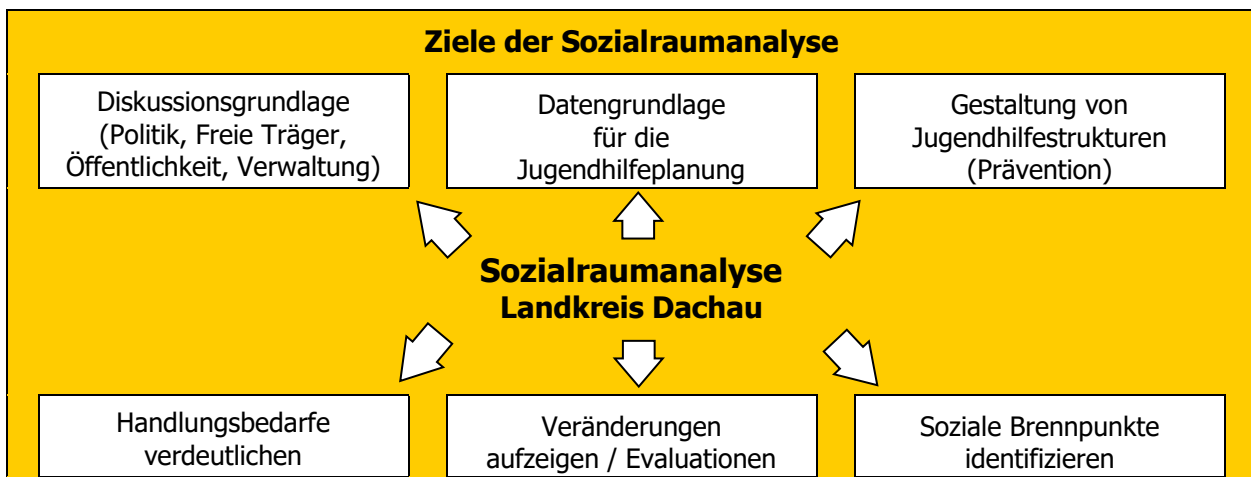 Ziele der Sozialraumanalyse
Diskussionsgrundlage
(Politik, Freie Träger,
Öffentlichkeit, Verwaltung)
Datengrundlage
für die
Jugendhilfeplanung
Gestaltung von
Jugendhilfestrukturen
(Prävention)
Sozialraumanalyse
Landkreis Dachau
Handlungsbedarfe
verdeutlichen
Veränderungen
aufzeigen / Evaluationen
Soziale Brennpunkte
identifizieren